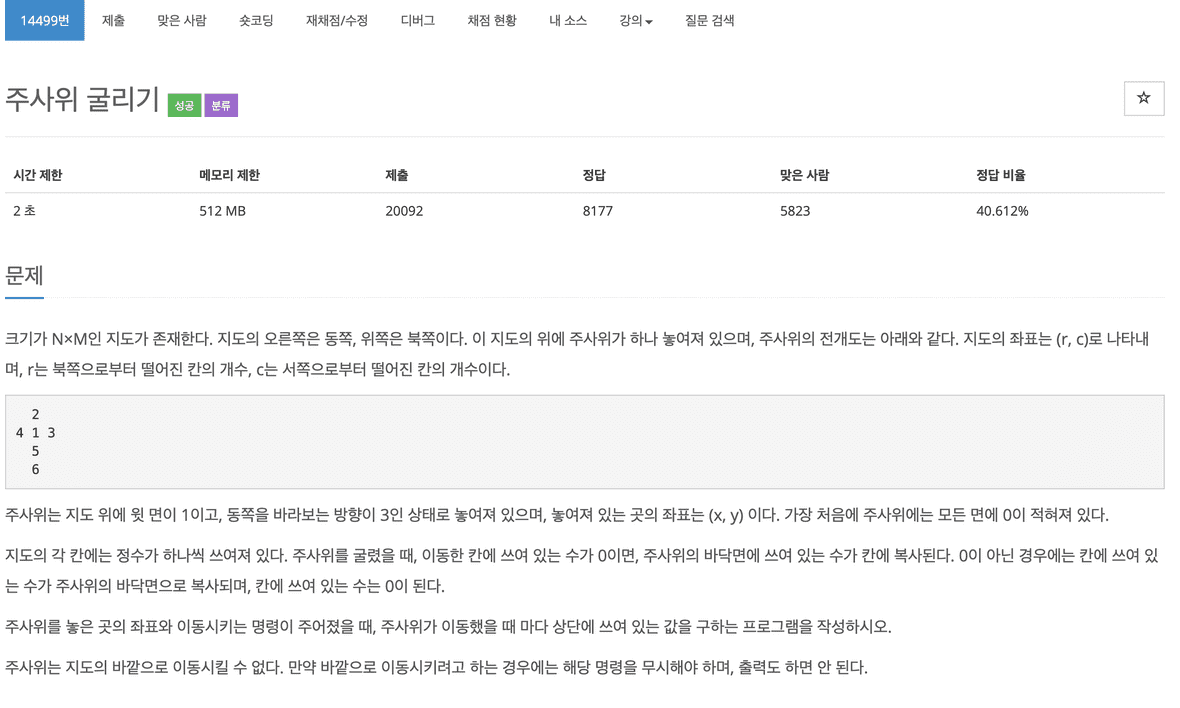 14499번 제출 맞은 사람 숏코딩 재채점/수정 디버그 채점 현황 내 소스 강의 질문 검색
주사위 굴리기 성공 분류
시간 제한 메모리 제한 제출 정답 맞은 사람 정답 비율
2 초 512 MB 20092 8177 5823 40.612%
문제
크기가 N×M인 지도가 존재한다. 지도의 오른쪽은 동쪽, 위쪽은 북쪽이다. 이 지도의 위에 주사위가 하나 놓여져 있으며, 주사위의 전개도는 아래와 같다. 지도의 좌표는 (r, c)로 나타내
며, r는 북쪽으로부터 떨어진 칸의 개수, c는 서쪽으로부터 떨어진 칸의 개수이다.
2
4 1 3
5
6
주사위는 지도 위에 윗 면이 1이고, 동쪽을 바라보는 방향이 3인 상태로 놓여져 있으며, 놓여져 있는 곳의 좌표는 (x, y) 이다. 가장 처음에 주사위에는 모든 면에 0이 적혀져 있다.
지도의 각 칸에는 정수가 하나씩 쓰여져 있다. 주사위를 굴렸을 때, 이동한 칸에 쓰여 있는 수가 0이면, 주사위의 바닥면에 쓰여 있는 수가 칸에 복사된다. 0이 아닌 경우에는 칸에 쓰여 있
는 수가 주사위의 바닥면으로 복사되며, 칸에 쓰여 있는 수는 0이 된다.
주사위를 놓은 곳의 좌표와 이동시키는 명령이 주어졌을 때, 주사위가 이동했을 때 마다 상단에 쓰여 있는 값을 구하는 프로그램을 작성하시오.
주사위는 지도의 바깥으로 이동시킬 수 없다. 만약 바깥으로 이동시키려고 하는 경우에는 해당 명령을 무시해야 하며, 출력도 하면 안 된다.